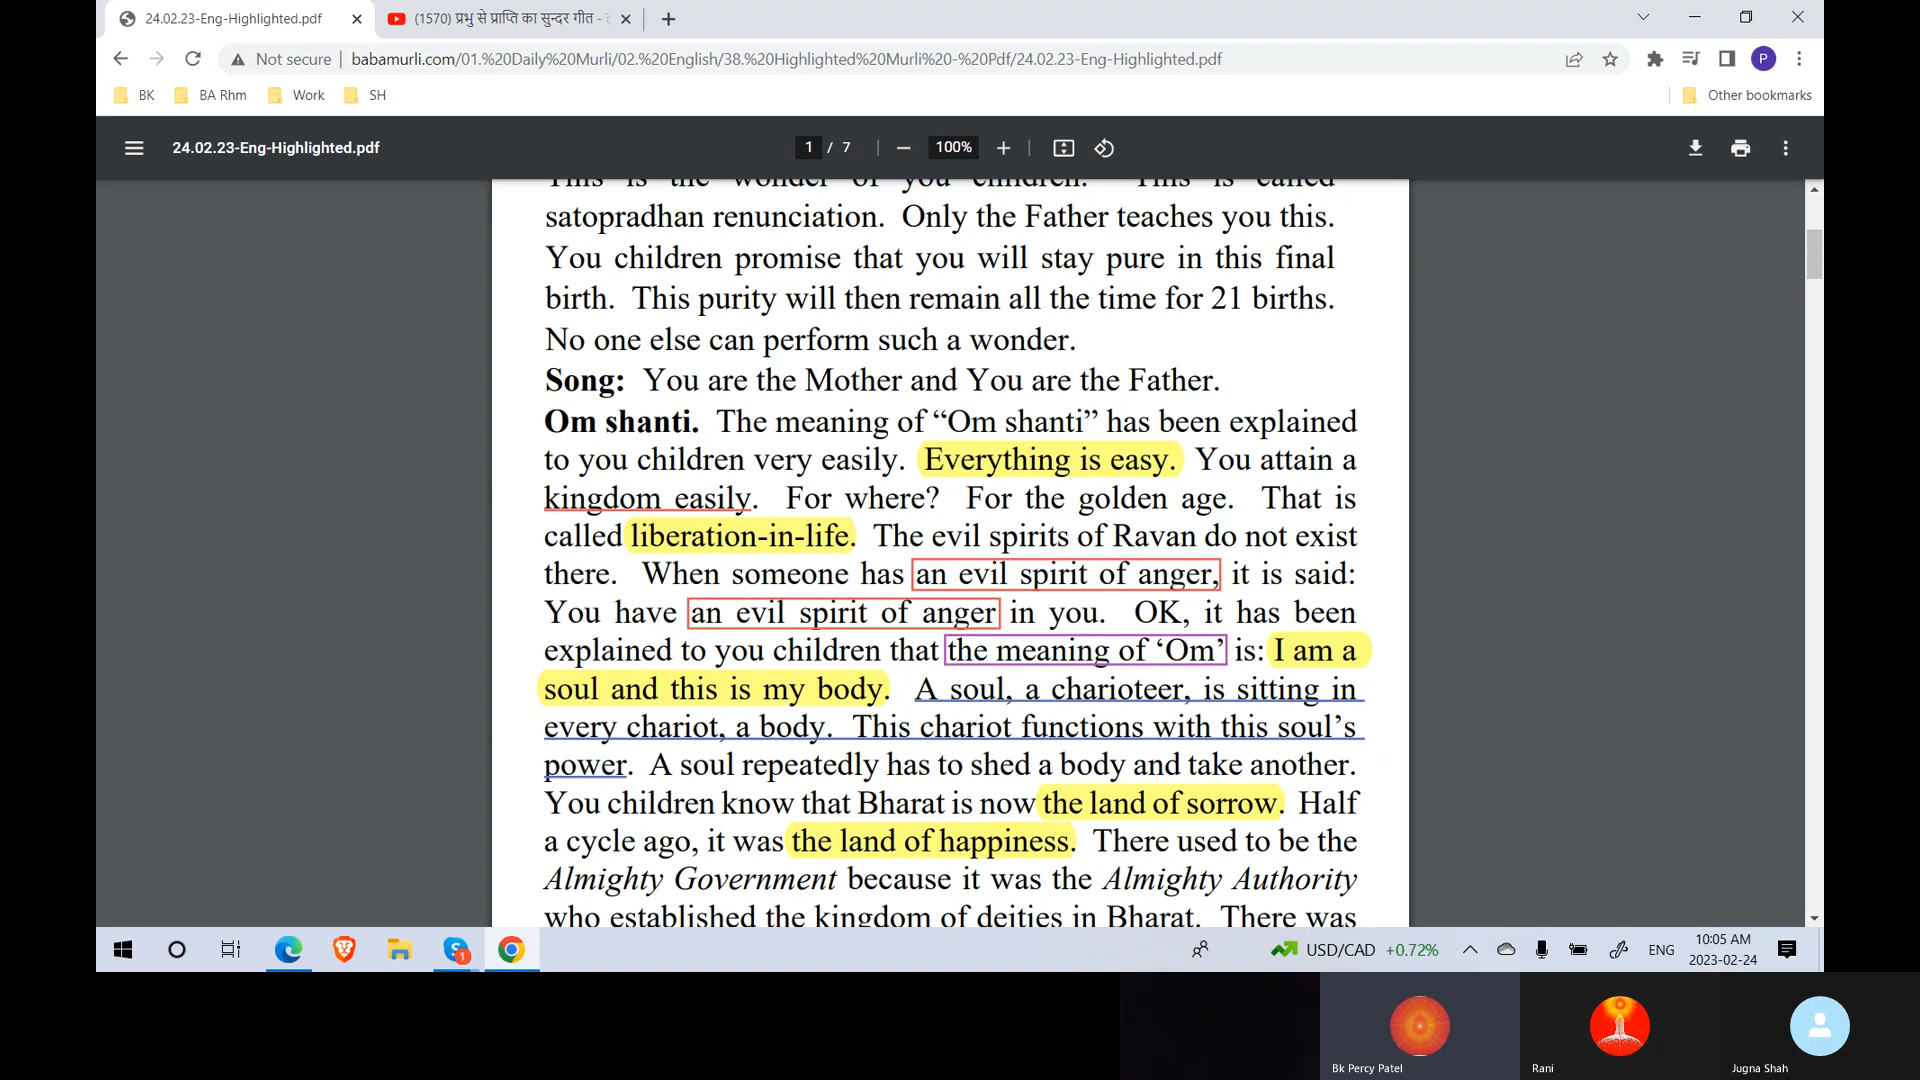 24.02.23-Eng-Highlighted.pdf
(1570) प्रभु से प्राप्ति का सुन्दर गीत -
Not secure
babamurli.com/01.%20Daily%20Murli/02.%20English/38.%20Highlighted%20Murli%20-%20Pdf/24.02.23-Eng-Highlighted.pdf
P
BK
BA Rhm
Work
SH
Other bookmarks
24.02.23-Eng-Highlighted.pdf
1 / 7
100%
This is the wonder of you children. This is called
satopradhan renunciation. Only the Father teaches you this.
You children promise that you will stay pure in this final
birth. This purity will then remain all the time for 21 births.
No one else can perform such a wonder.
Song: You are the Mother and You are the Father.
Om shanti. The meaning of “Om shanti” has been explained
to you children very easily. Everything is easy. You attain a
kingdom easily. For where? For the golden age. That is
called liberation-in-life. The evil spirits of Ravan do not exist
there. When someone has an evil spirit of anger, it is said:
You have an evil spirit of anger in you. OK, it has been
explained to you children that the meaning of ‘Om’ is: I am a
soul and this is my body. A soul, a charioteer, is sitting in
every chariot, a body. This chariot functions with this soul’s
power. A soul repeatedly has to shed a body and take another.
You children know that Bharat is now the land of sorrow. Half
a cycle ago, it was the land of happiness. There used to be the
Almighty Government because it was the Almighty Authority
who established the kingdom of deities in Bharat. There was
1
USD/CAD +0.72%
ENG
10:05 AM
2023-02-24
Bk Percy Patel
Rani
Jugna Shah